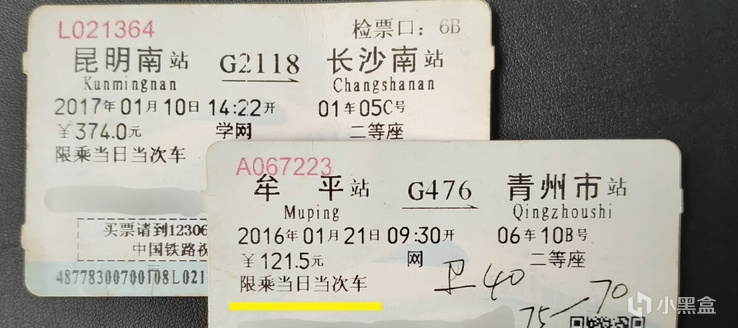 L021364
检票口：6B
昆明南站 G2118 长沙南站
Kunmingnan Changshanan
2017年01月10日14:22开 01车05C号
￥374.0元 学网 二等座
限乘当日当次车
买票请到12306
中国铁路祝
48778300700108L021
A067223
牟平站 G476 青州市站
Muping Qingzhoushi
2016年01月21日09:30开 06车10B号
￥121.5元 网 二等座
限乘当日当次车
40
75—70
小黑盒